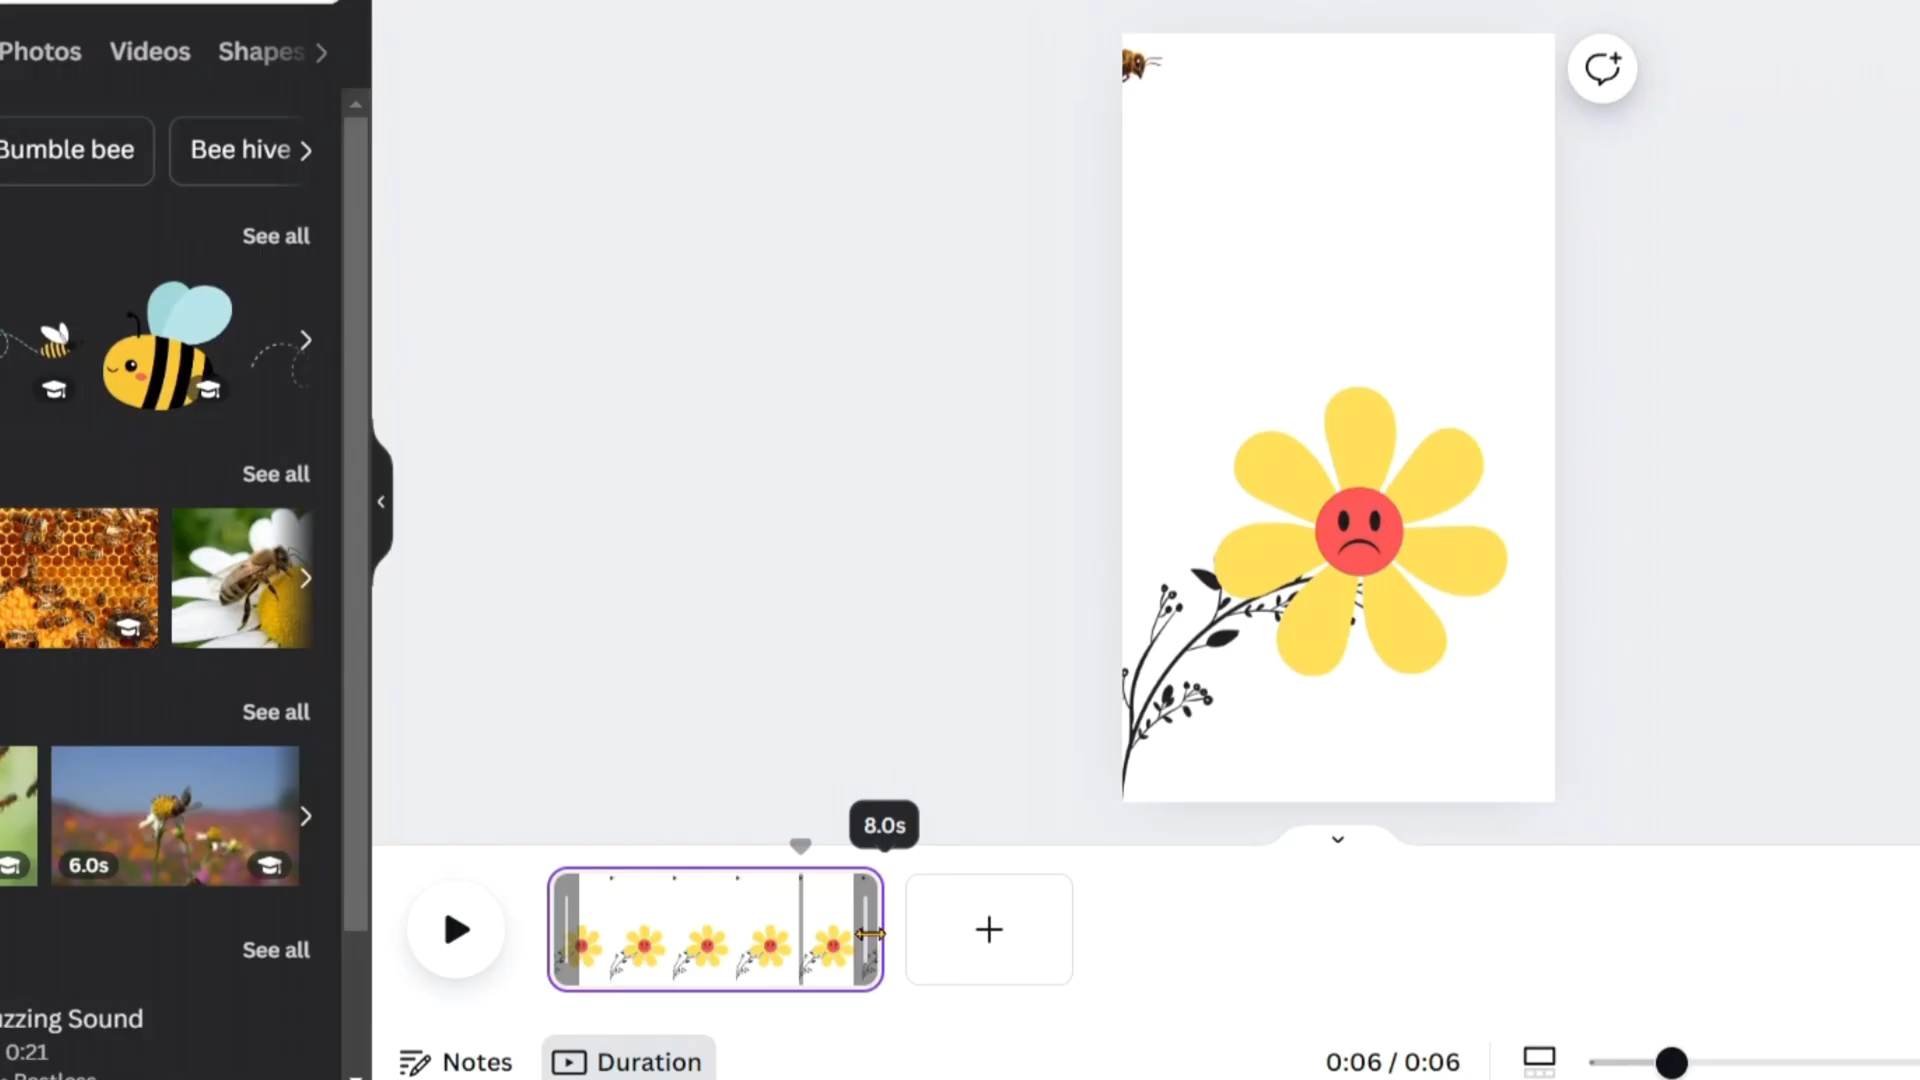 Photos Videos Shapes
Bumble bee Bee hive
See all
See all
See all
6.0s
See all
uzzing Sound
0:21
8.0s
Notes Duration 0:06 / 0:06